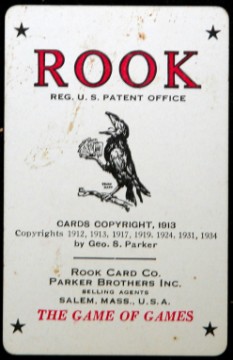 ROOK
REG. U. S. PATENT OFFICE
CARDS COPYRIGHT, 1913
Copyrights 1912, 1913, 1917, 1919, 1924, 1931, 1934
by Geo. S. Parker
ROOK CARD CO.
PARKER BROTHERS INC.
SELLING AGENTS
SALEM, MASS., U.S.A.
THE GAME OF GAMES